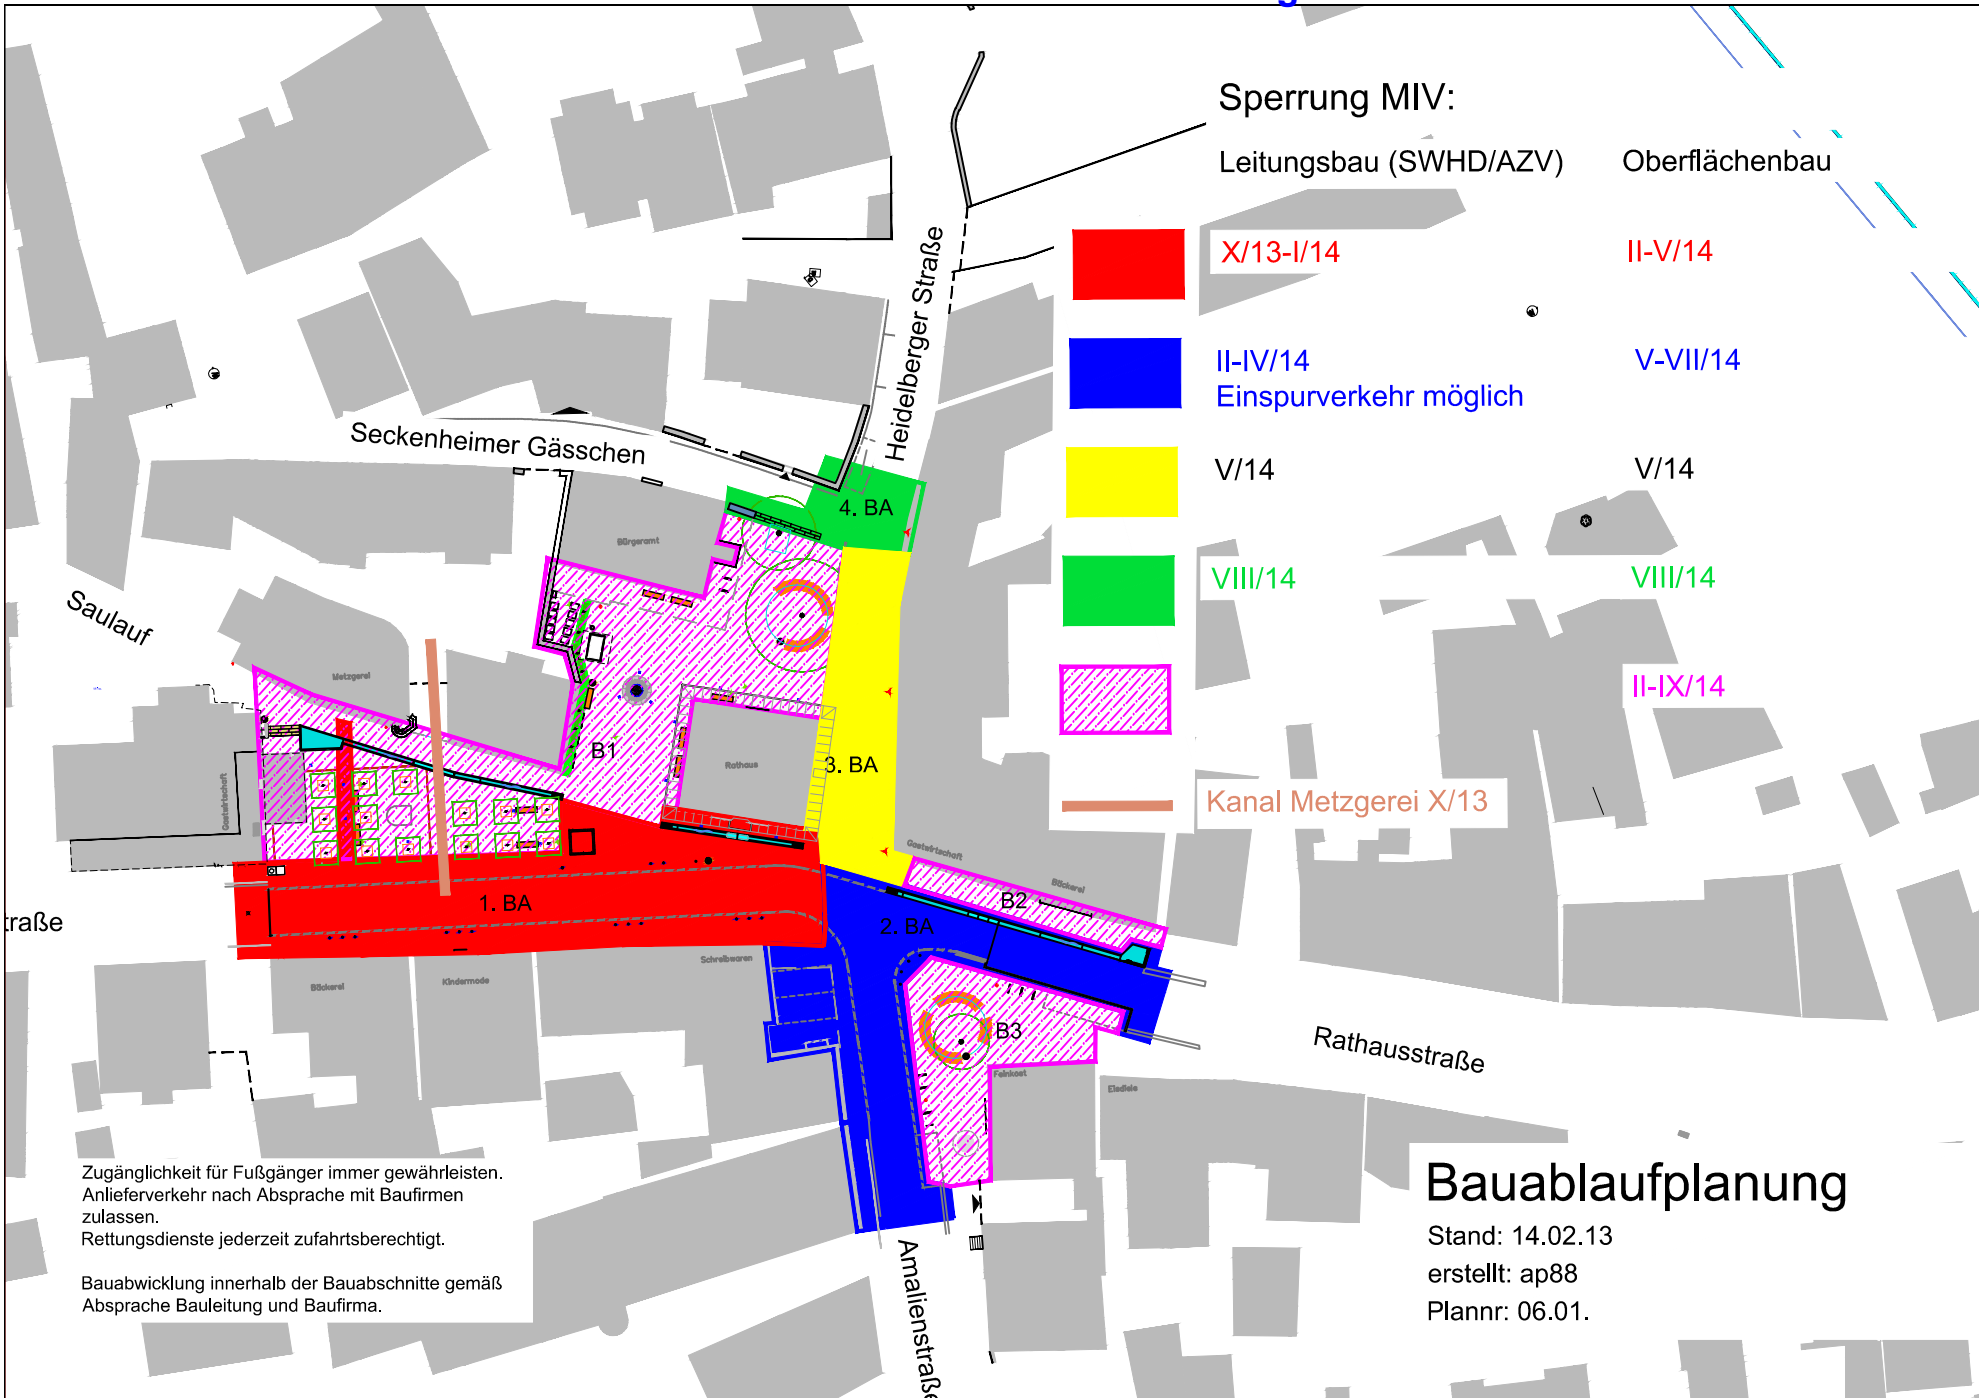 Sperrung MIV:
Leitungsbau (SWHD/AZV) Oberflächenbau
X/13-I/14 II-V/14
II-IV/14 V-VII/14
Einspurverkehr möglich
V/14 V/14
VIII/14 VIII/14
II-IX/14
Kanal Metzgerei X/13
Heidelberger Straße
Seckenheimer Gässchen
4. BA
Bürgeramt
Saulauf
Metzgerei
B1
Rathaus
3. BA
Gastwirtschaft
Gastwirtschaft
Bäckerei
B2
1. BA
2. BA
traße
Schreibwaren
Bäckerei
Kindermode
B3
Rathausstraße
Feinkost
Eisdiele
Amalienstraße
Zugänglichkeit für Fußgänger immer gewährleisten.
Anlieferverkehr nach Absprache mit Baufirmen
zulassen.
Rettungsdienste jederzeit zufahrtsberechtigt.
Bauabwicklung innerhalb der Bauabschnitte gemäß
Absprache Bauleitung und Baufirma.
Bauablaufplanung
Stand: 14.02.13
erstellt: ap88
Plannr: 06.01.